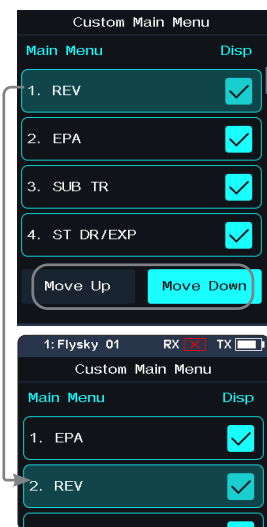 Custom Main Menu
Main Menu Disp
1. REV
2. EPA
3. SUB TR
4. ST DR/EXP
Move Up Move Down
1: Flysky 01 RX TX
Custom Main Menu
Main Menu Disp
1. EPA
2. REV